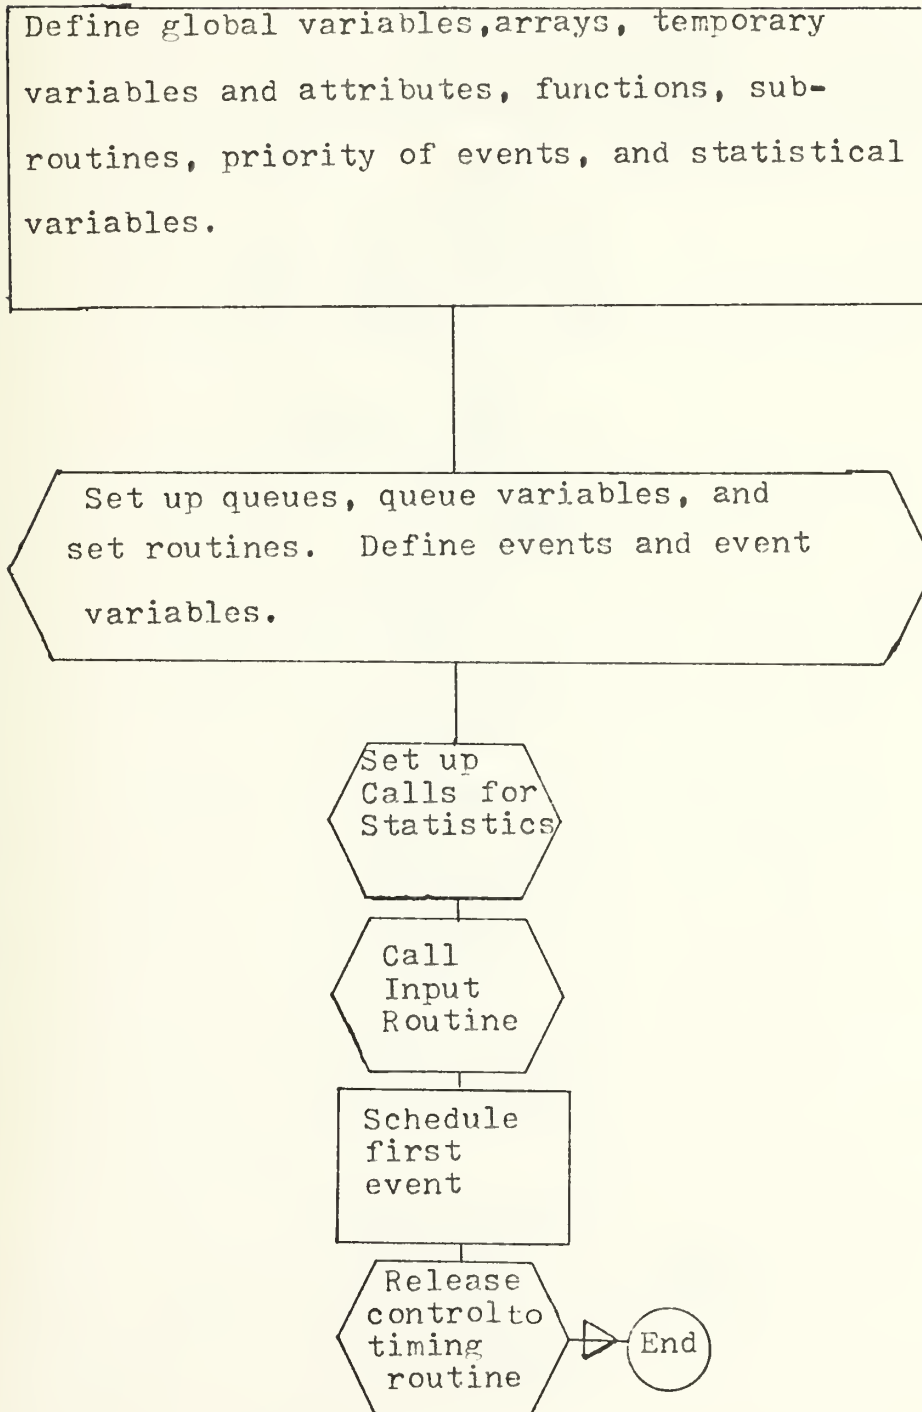 Define global variables,arrays, temporary
variables and attributes, functions, sub-
routines, priority of events, and statistical
variables.
Set up queues, queue variables, and
set routines. Define events and event
variables.
Set up
Calls for
Statistics
Call
Input
Routine
Schedule
first
event
Release
control to
timing
routine
End